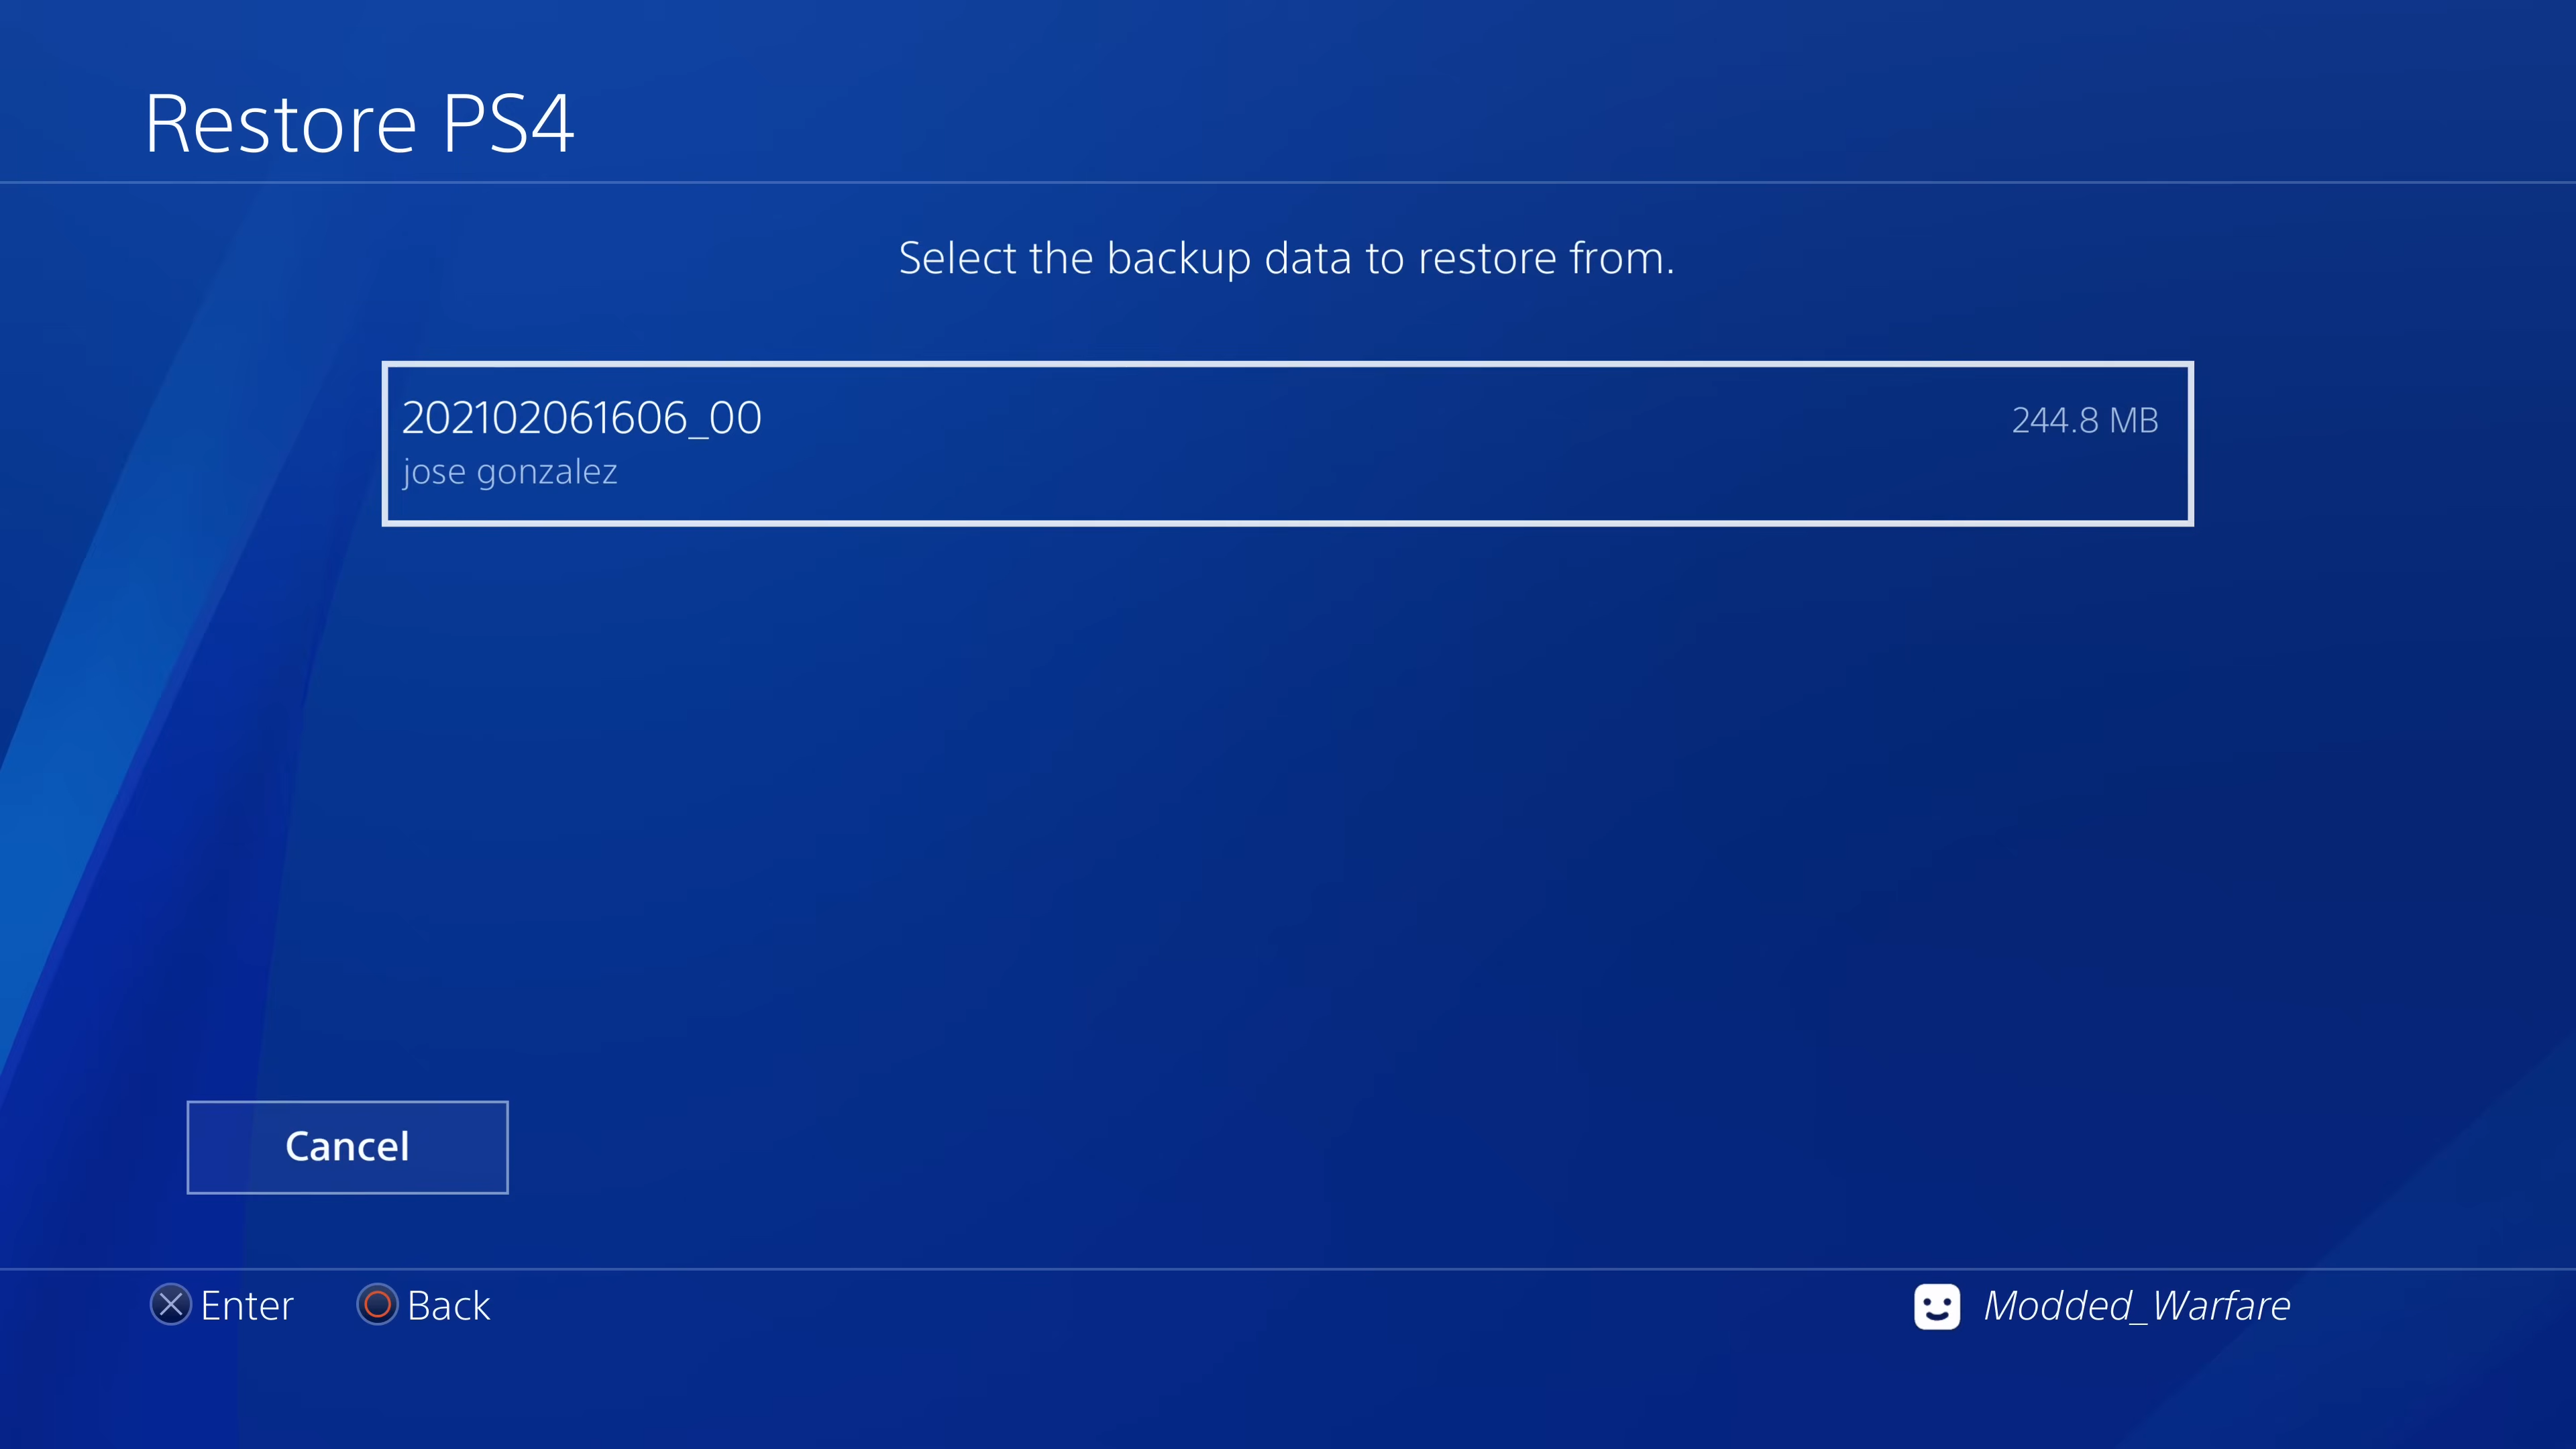 Restore PS4
Select the backup data to restore from.
202102061606_00
244.8 MB
jose gonzalez
Cancel
Enter
Back
Modded_Warfare